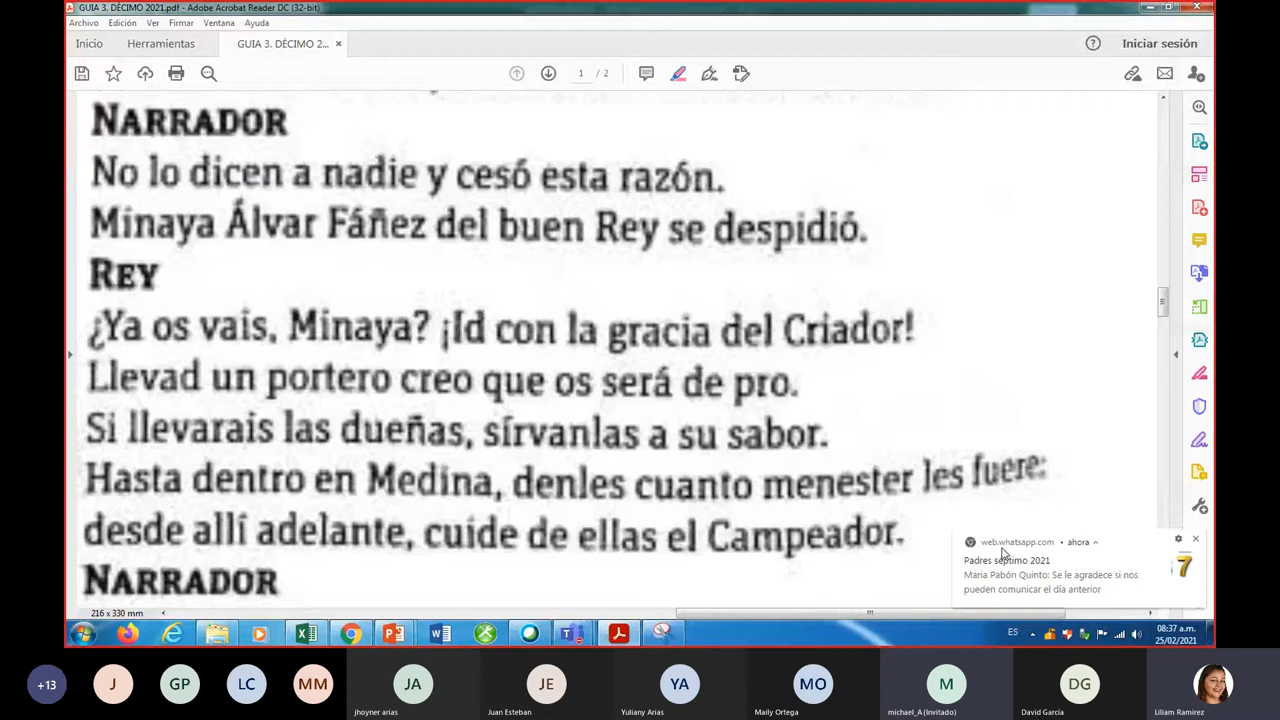 GUIA 3. DÉCIMO 2021.pdf - Adobe Acrobat Reader DC (32-bit)
Archivo Edición Ver Firmar Ventana Ayuda
Inicio Herramientas GUIA 3. DÉCIMO 2... × Iniciar sesión
1 / 2
NARRADOR
No lo dicen a nadie y cesó esta razón.
Minaya Álvar Fáñez del buen Rey se despidió.
REY
¿Ya os vais, Minaya? ¡Id con la gracia del Criador!
Llevad un portero creo que os será de pro.
Si llevarais las dueñas, sírvanlas a su sabor.
Hasta dentro en Medina, denles cuanto menester les fuere:
desde allí adelante, cuide de ellas el Campeador.
NARRADOR
web.whatsapp.com • ahora
Padres septimo 2021
Maria Pabón Quinto: Se le agradece si nos
pueden comunicar el día anterior
7
216 x 330 mm
ES 08:37 a.m.
25/02/2021
+13 J GP LC MM JA JE YA MO M DG
jhoyner arias Juan Esteban Yuliany Arias Maily Ortega michael_A (Invitado) David García Liliam Ramirez